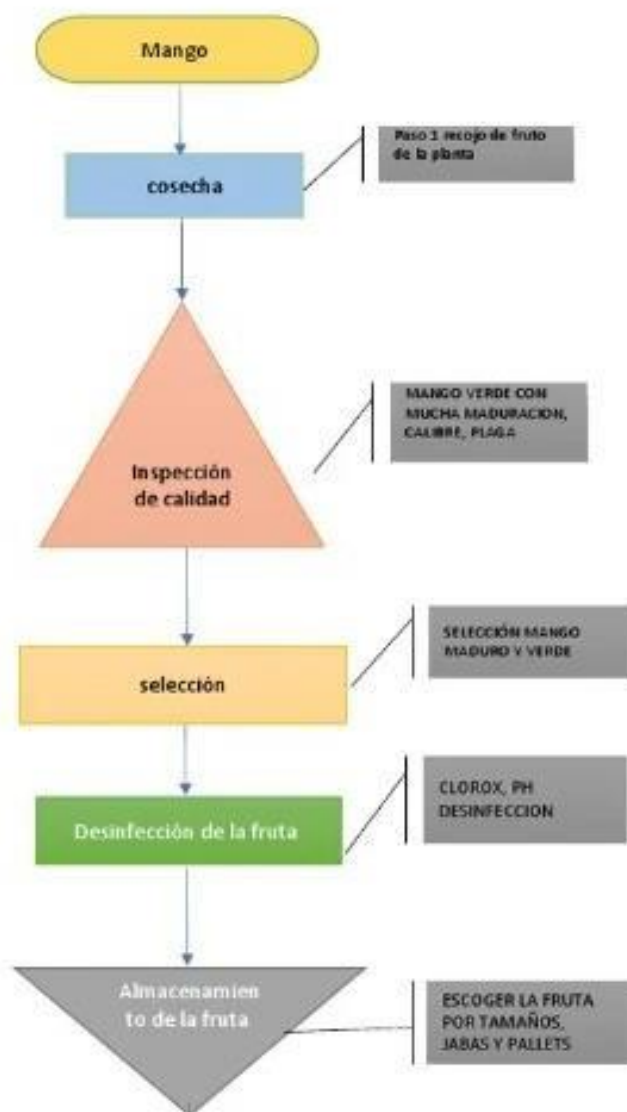 Mango
cosecha
Paso 1 recojo de fruto
de la planta
Inspección
de calidad
MANGO VERDE CON
MUCHA MADURACION,
CALIBRE, PLAGA
selección
SELECCIÓN MANGO
MADURO Y VERDE
Desinfección de la fruta
CLOROX, PH
DESINFECCION
Almacenamien
to de la fruta
ESCOGER LA FRUTA
POR TAMAÑOS,
JABAS Y PALLETS